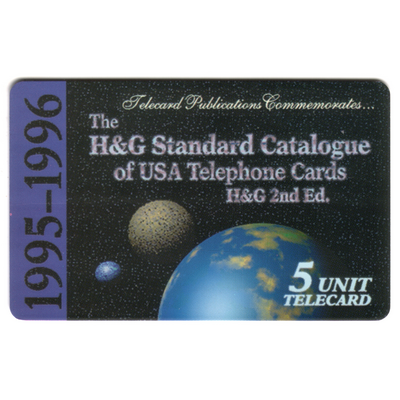 1995-1996
Telecard Publications Commemorates...
The
H&G Standard Catalogue
of USA Telephone Cards
H&G 2nd Ed.
5 UNIT
TELECARD